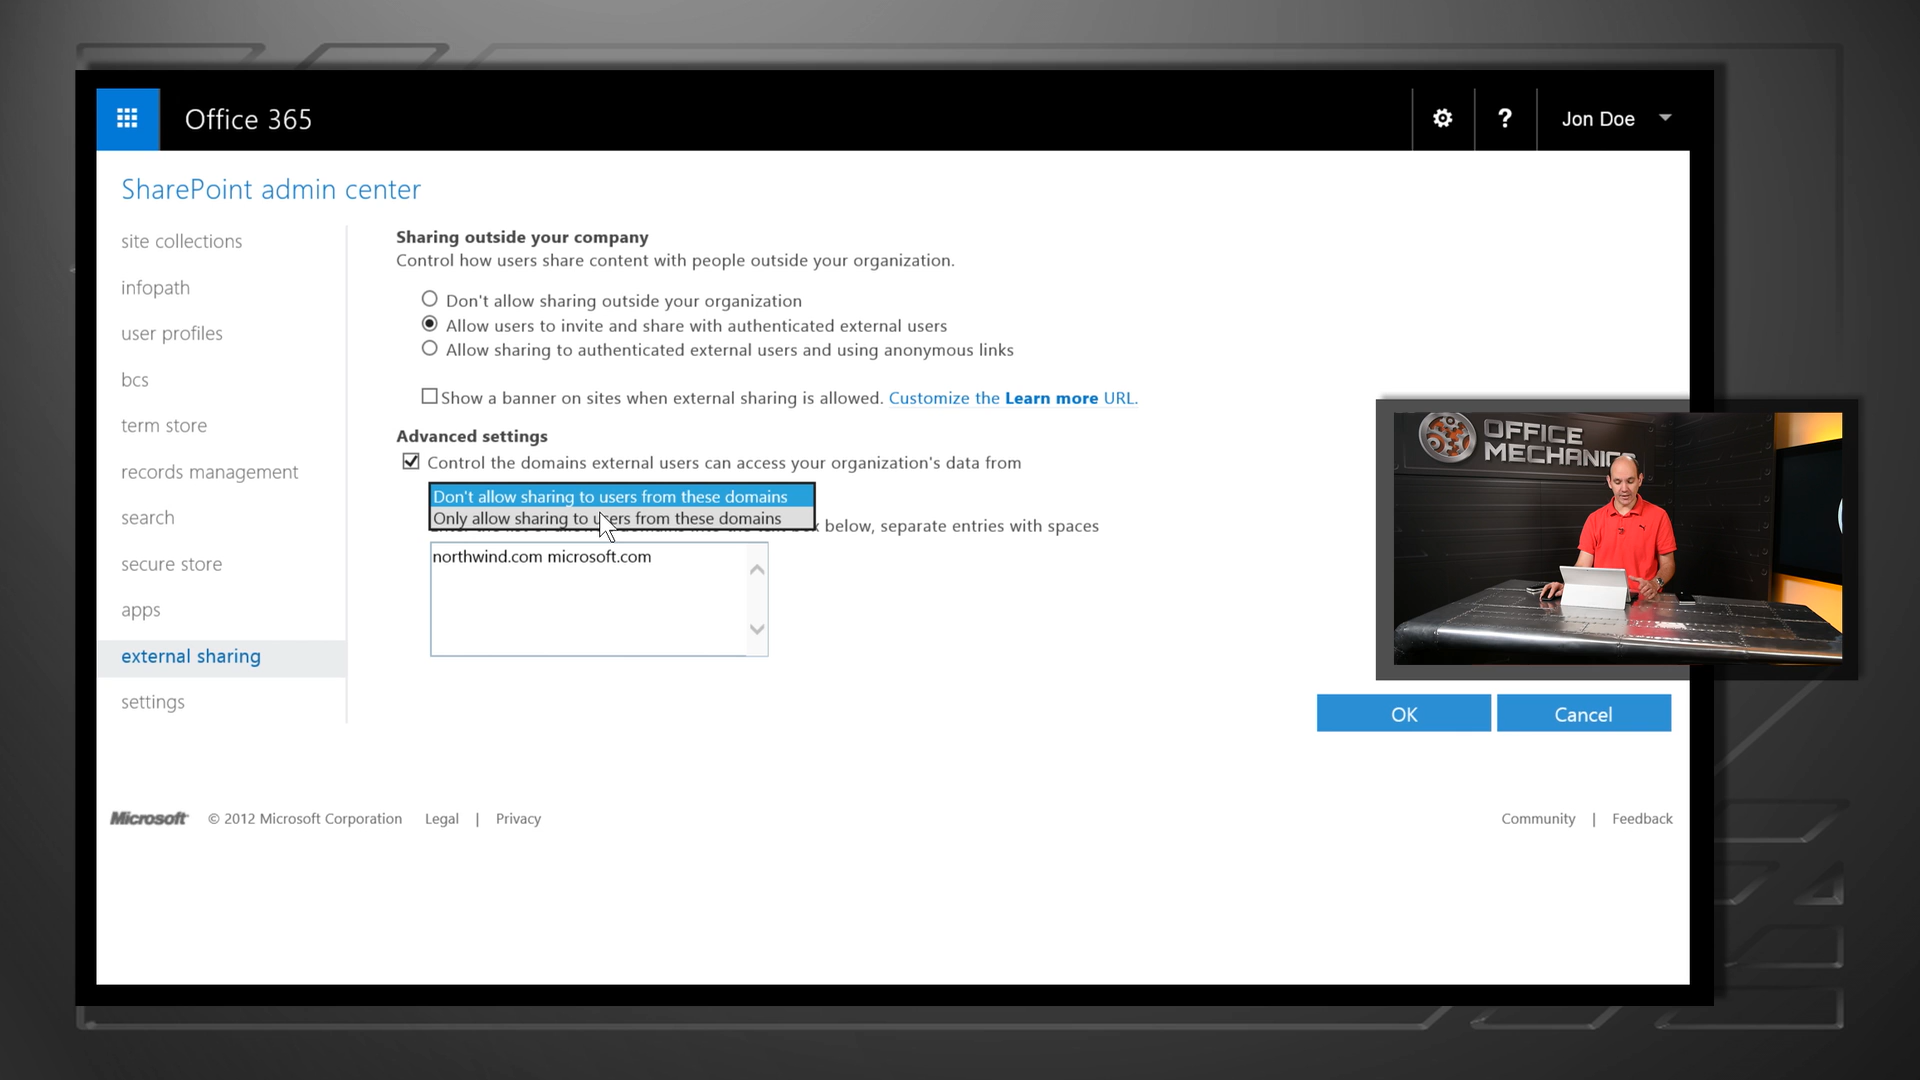 Office 365
?
Jon Doe
SharePoint admin center
site collections
infopath
user profiles
bcs
term store
records management
search
secure store
apps
external sharing
settings
Sharing outside your company
Control how users share content with people outside your organization.
Don't allow sharing outside your organization
Allow users to invite and share with authenticated external users
Allow sharing to authenticated external users and using anonymous links
Show a banner on sites when external sharing is allowed. Customize the Learn more URL.
Advanced settings
Control the domains external users can access your organization's data from
Don't allow sharing to users from these domains
Only allow sharing to users from these domains
below, separate entries with spaces
northwind.com microsoft.com
OFFICE
MECHANICS
OK
Cancel
Microsoft © 2012 Microsoft Corporation Legal | Privacy
Community | Feedback